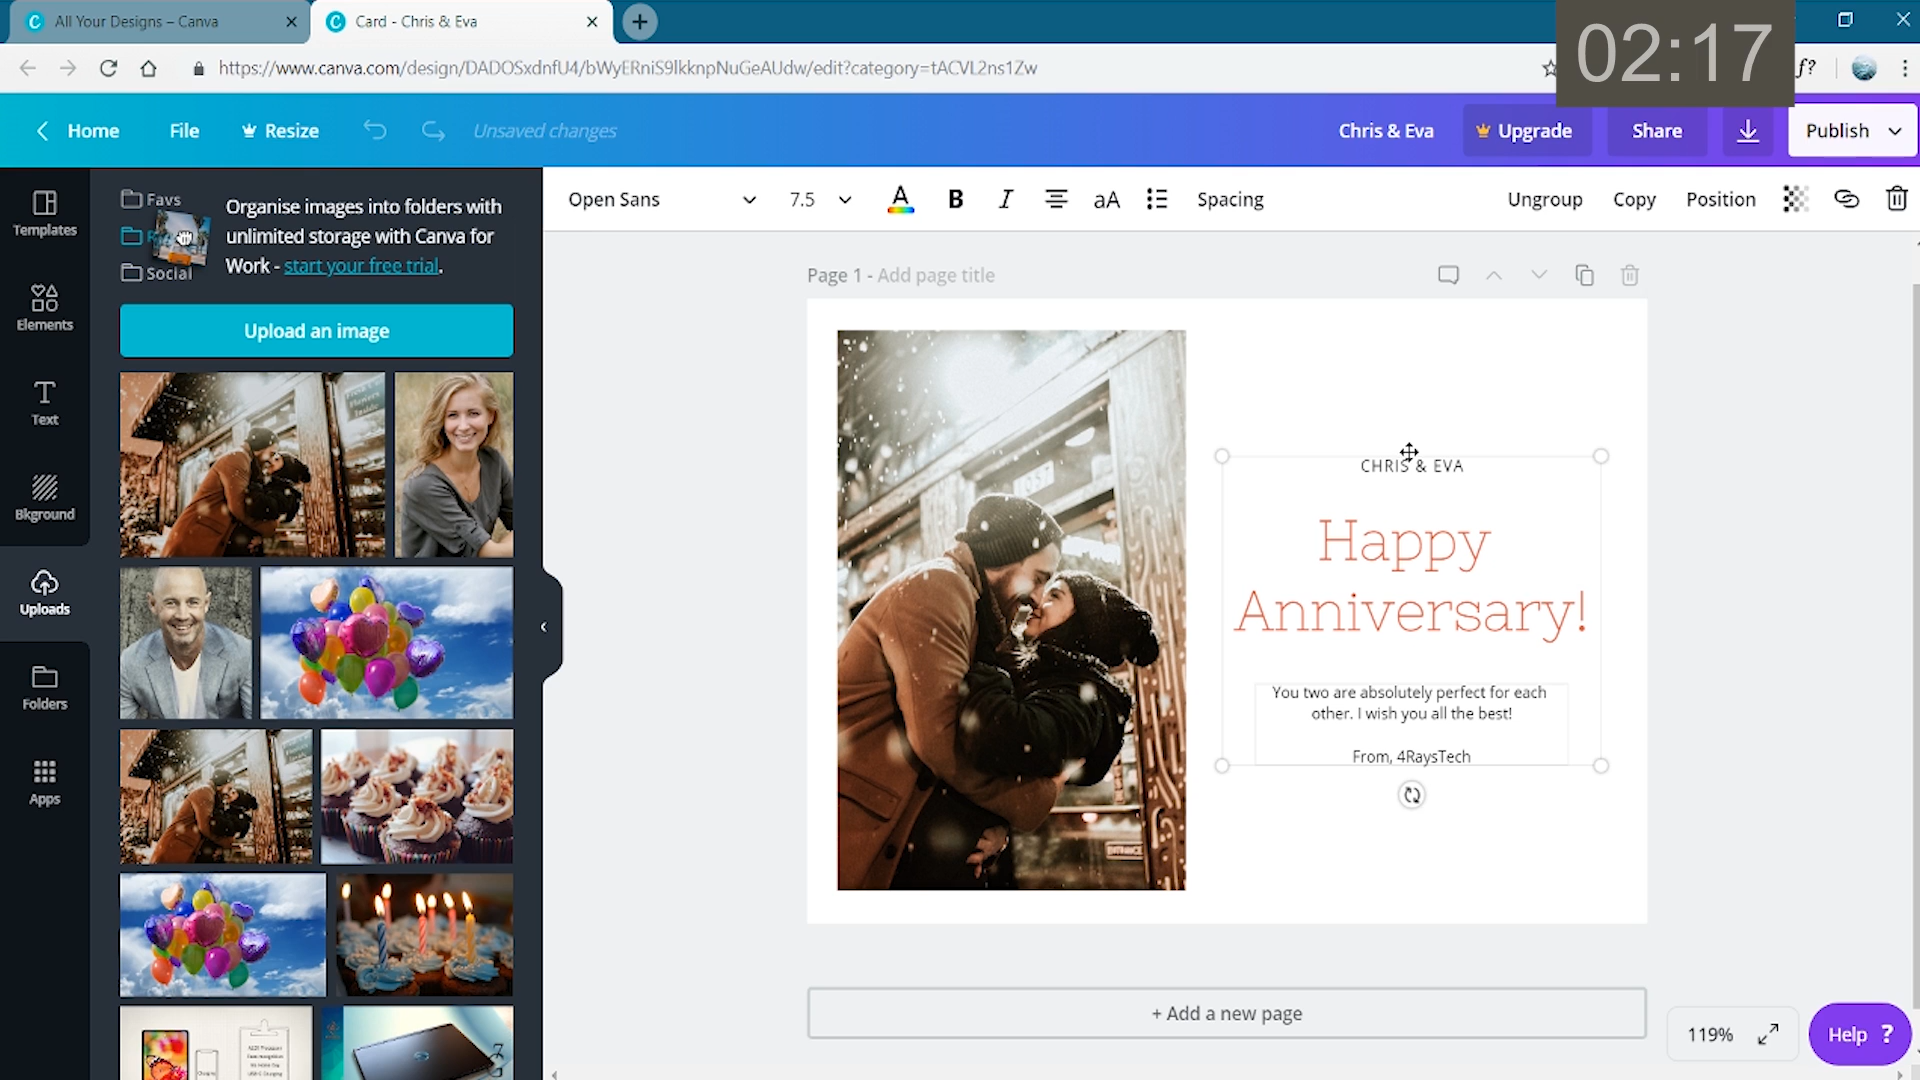 All Your Designs – Canva
Card - Chris & Eva
02:17
https://www.canva.com/design/DADOSxdnfU4/bWyERniS9lkknpNuGeAUdw/edit?category=tACVL2ns1Zw
f?
Home
File
Resize
Unsaved changes
Chris & Eva
Upgrade
Share
Publish
Open Sans
7.5
A
B
I
aA
Spacing
Ungroup
Copy
Position
Templates
Elements
Text
Bkground
Uploads
Folders
Apps
Favs
Social
Organise images into folders with
unlimited storage with Canva for
Work - start your free trial.
Upload an image
Page 1 - Add page title
CHRIS & EVA
Happy
Anniversary!
You two are absolutely perfect for each
other. I wish you all the best!
From, 4RaysTech
+ Add a new page
119%
Help ?